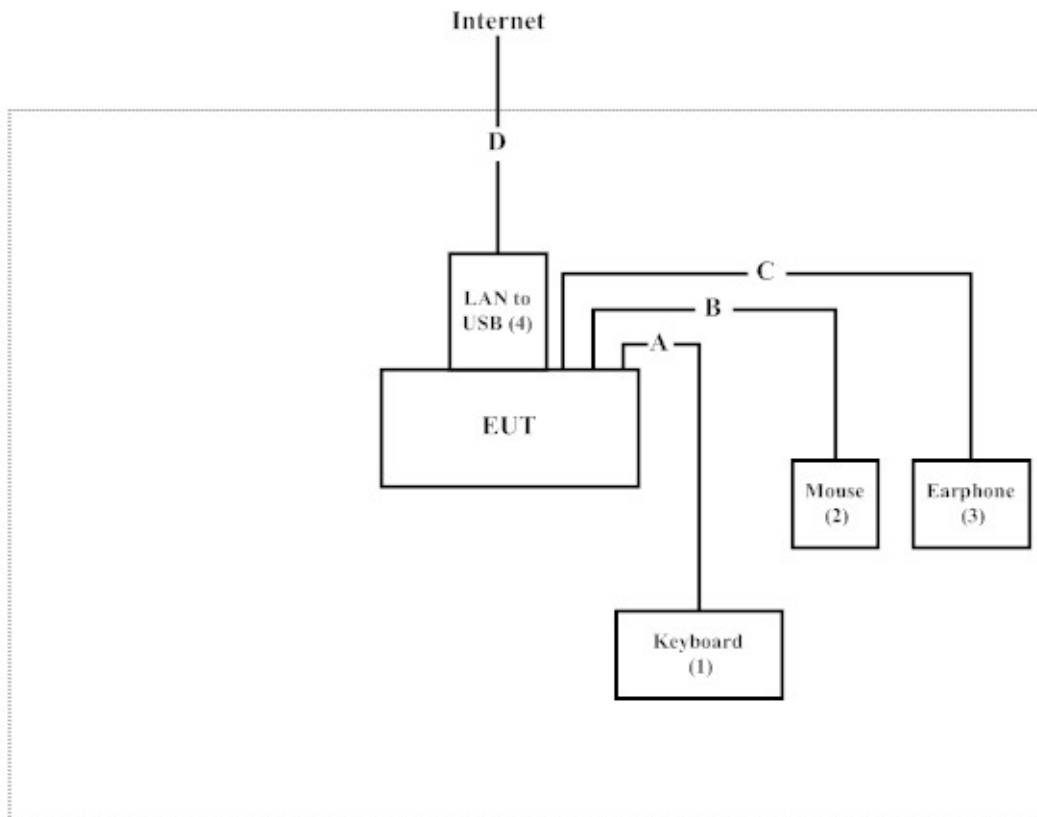 Internet
D
LAN to
USB (4)
C
B
A
EUT
Mouse
(2)
Earphone
(3)
Keyboard
(1)